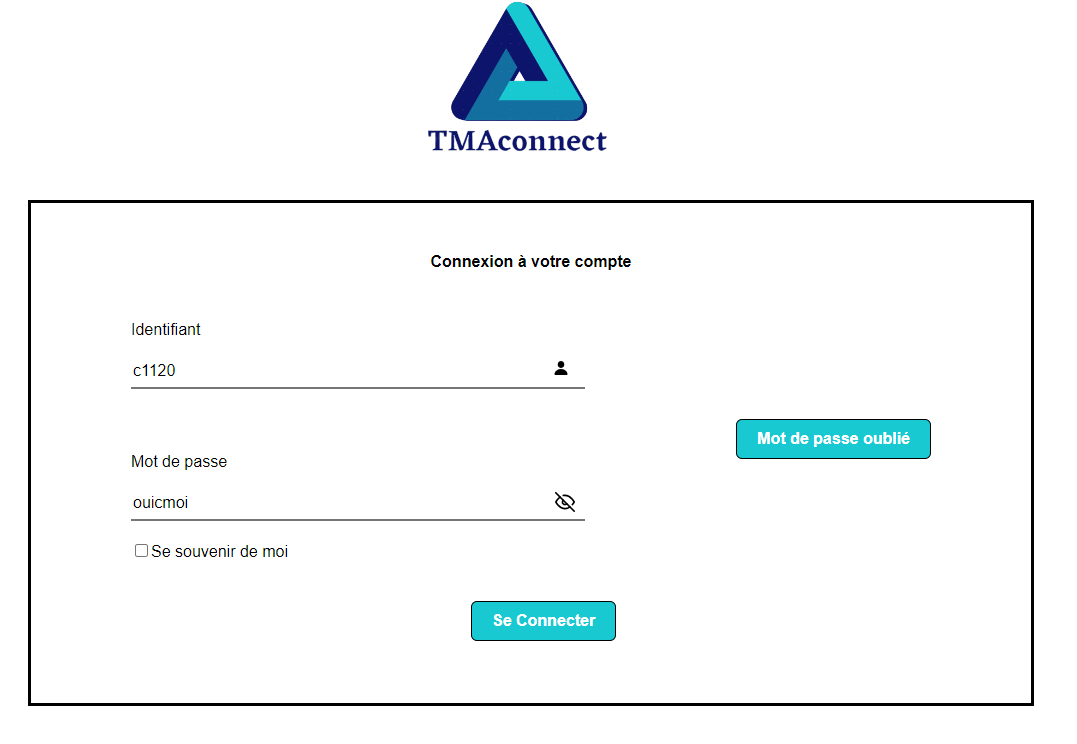 TMAconnect
Connexion à votre compte
Identifiant
c1120
Mot de passe oublié
Mot de passe
ouicmoi
Se souvenir de moi
Se Connecter